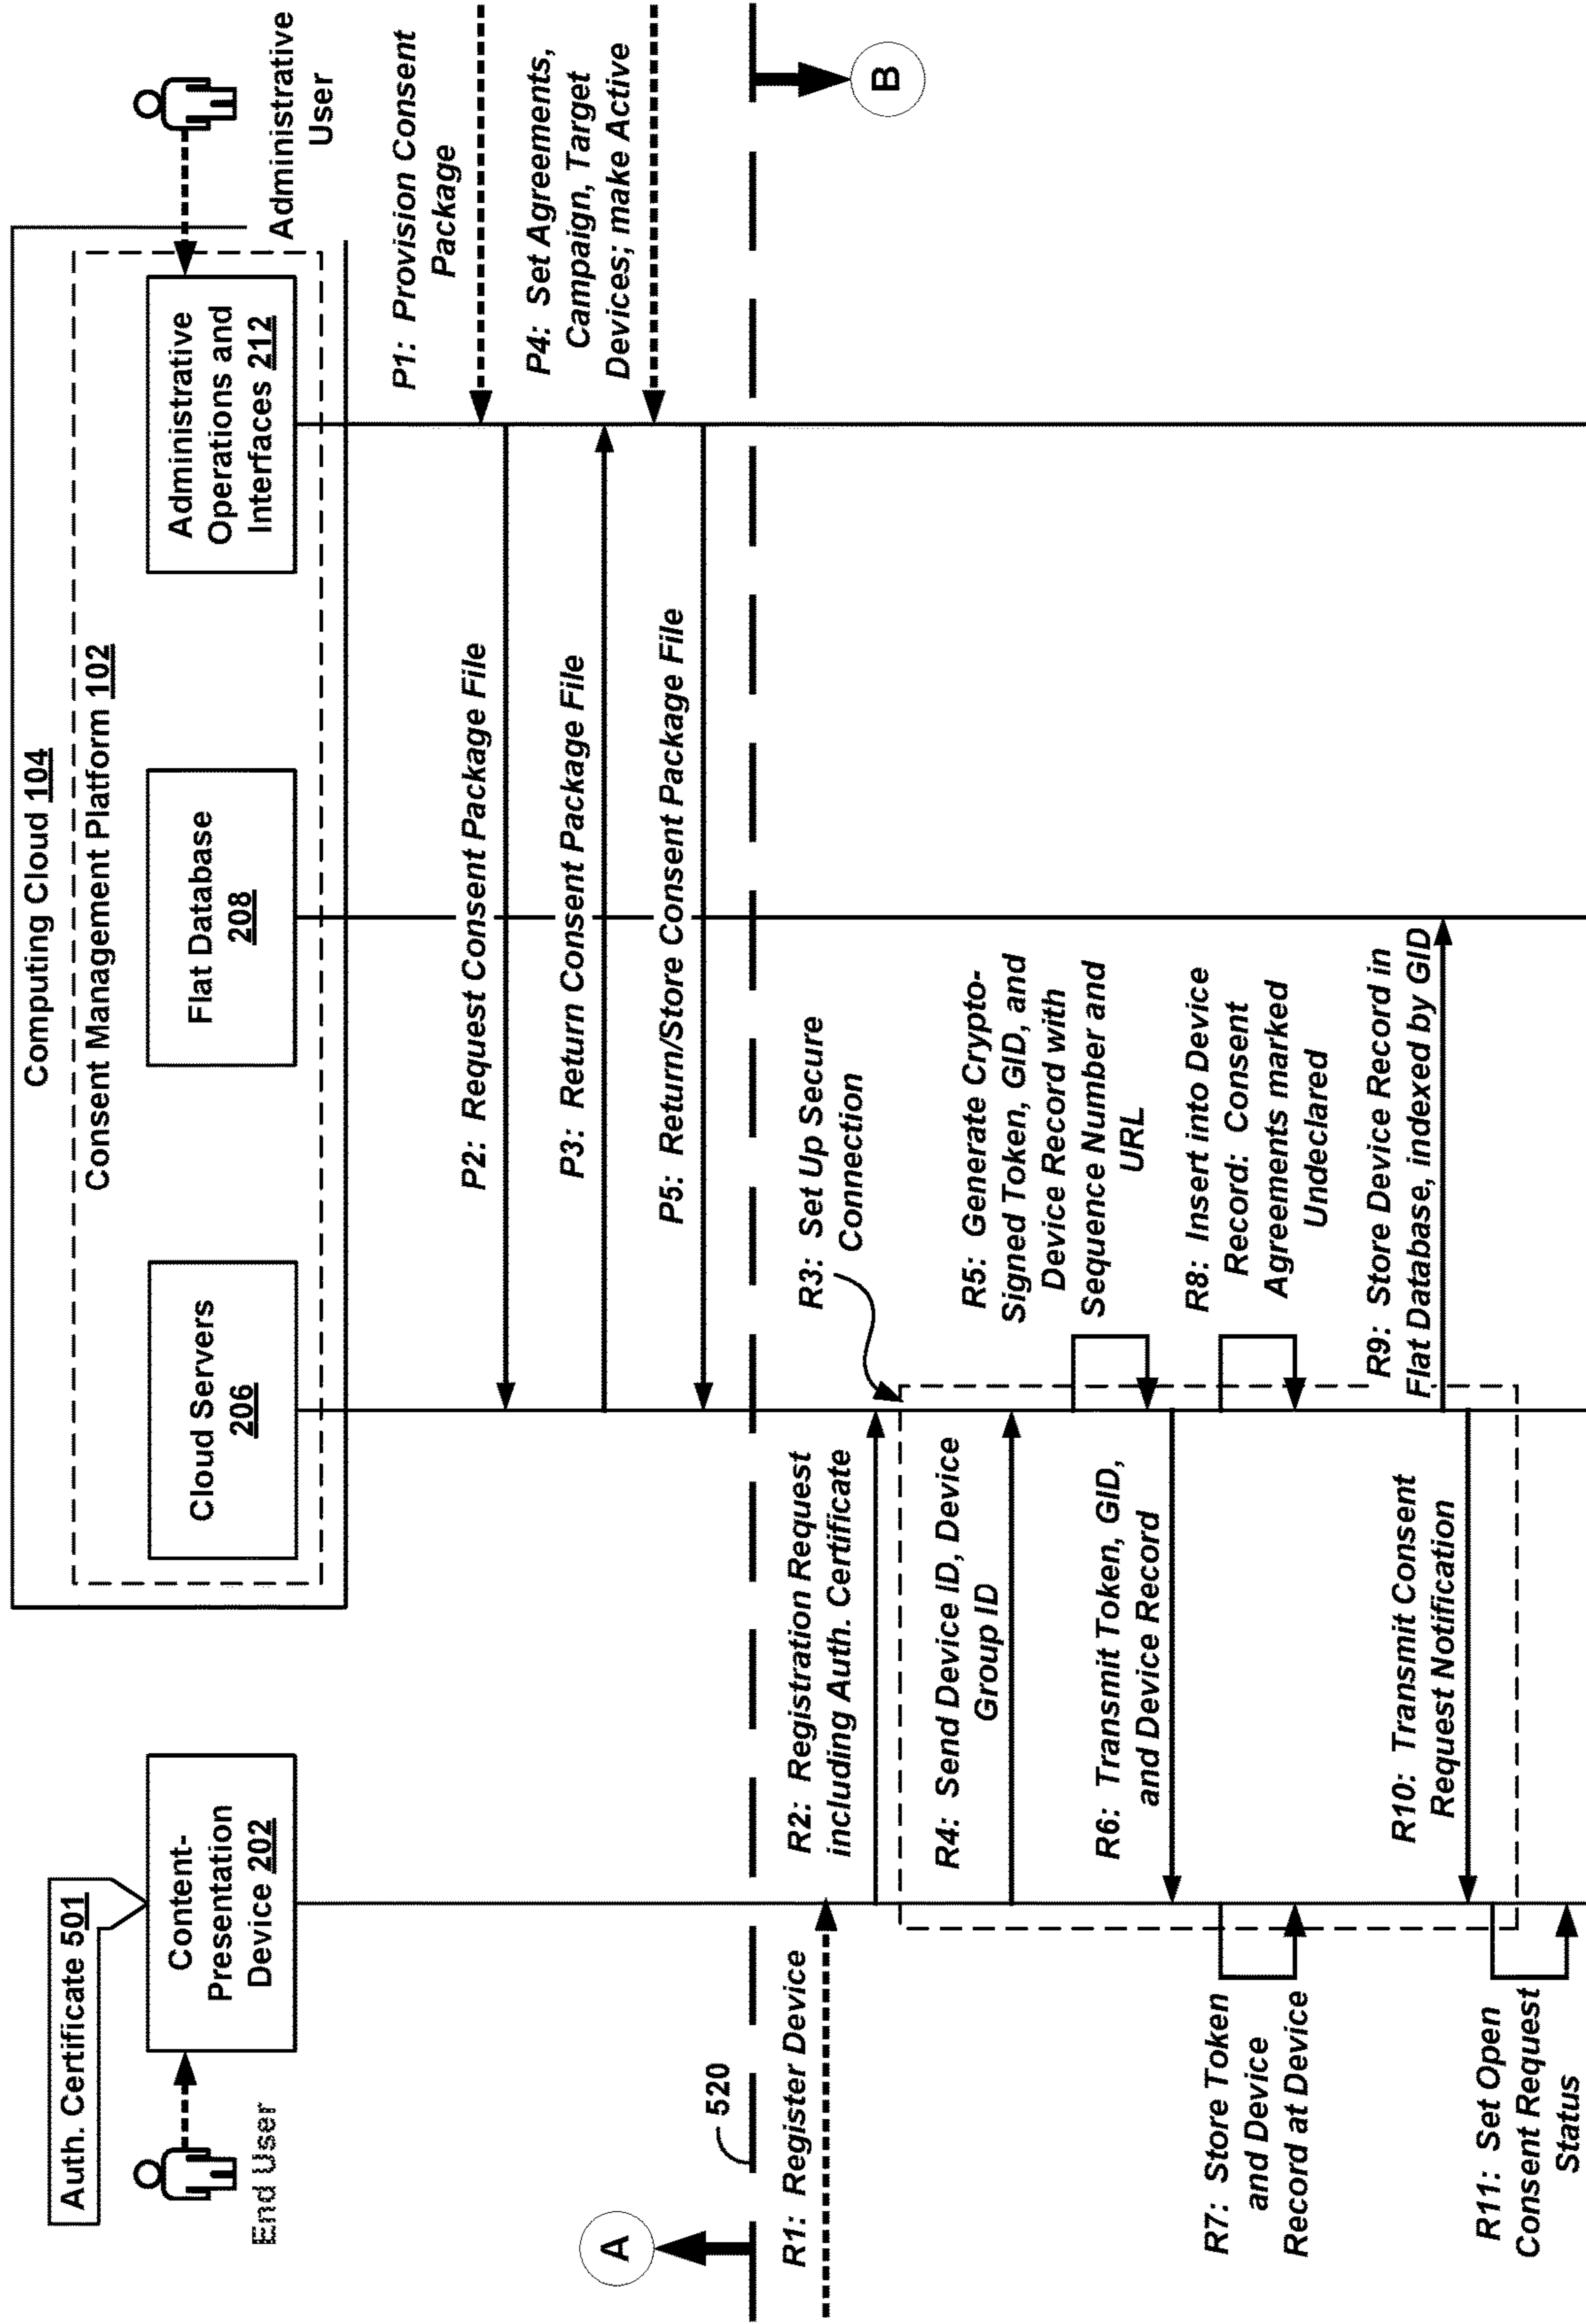 Computing Cloud 104
Consent Management Platform 102
Auth. Certificate 501
Content-
Presentation
Device 202
Cloud Servers
206
Flat Database
208
Administrative
Operations and
Interfaces 212
End User
Administrative
User
P1: Provision Consent
Package
P2: Request Consent Package File
P3: Return Consent Package File
P4: Set Agreements,
Campaign, Target
Devices; make Active
P5: Return/Store Consent Package File
A
520
B
R1: Register Device
R2: Registration Request
including Auth. Certificate
R3: Set Up Secure
Connection
R4: Send Device ID, Device
Group ID
R5: Generate Crypto-
Signed Token, GID, and
Device Record with
Sequence Number and
URL
R6: Transmit Token, GID,
and Device Record
R7: Store Token
and Device
Record at Device
R8: Insert into Device
Record: Consent
Agreements marked
Undeclared
R9: Store Device Record in
Flat Database, indexed by GID
R10: Transmit Consent
Request Notification
R11: Set Open
Consent Request
Status